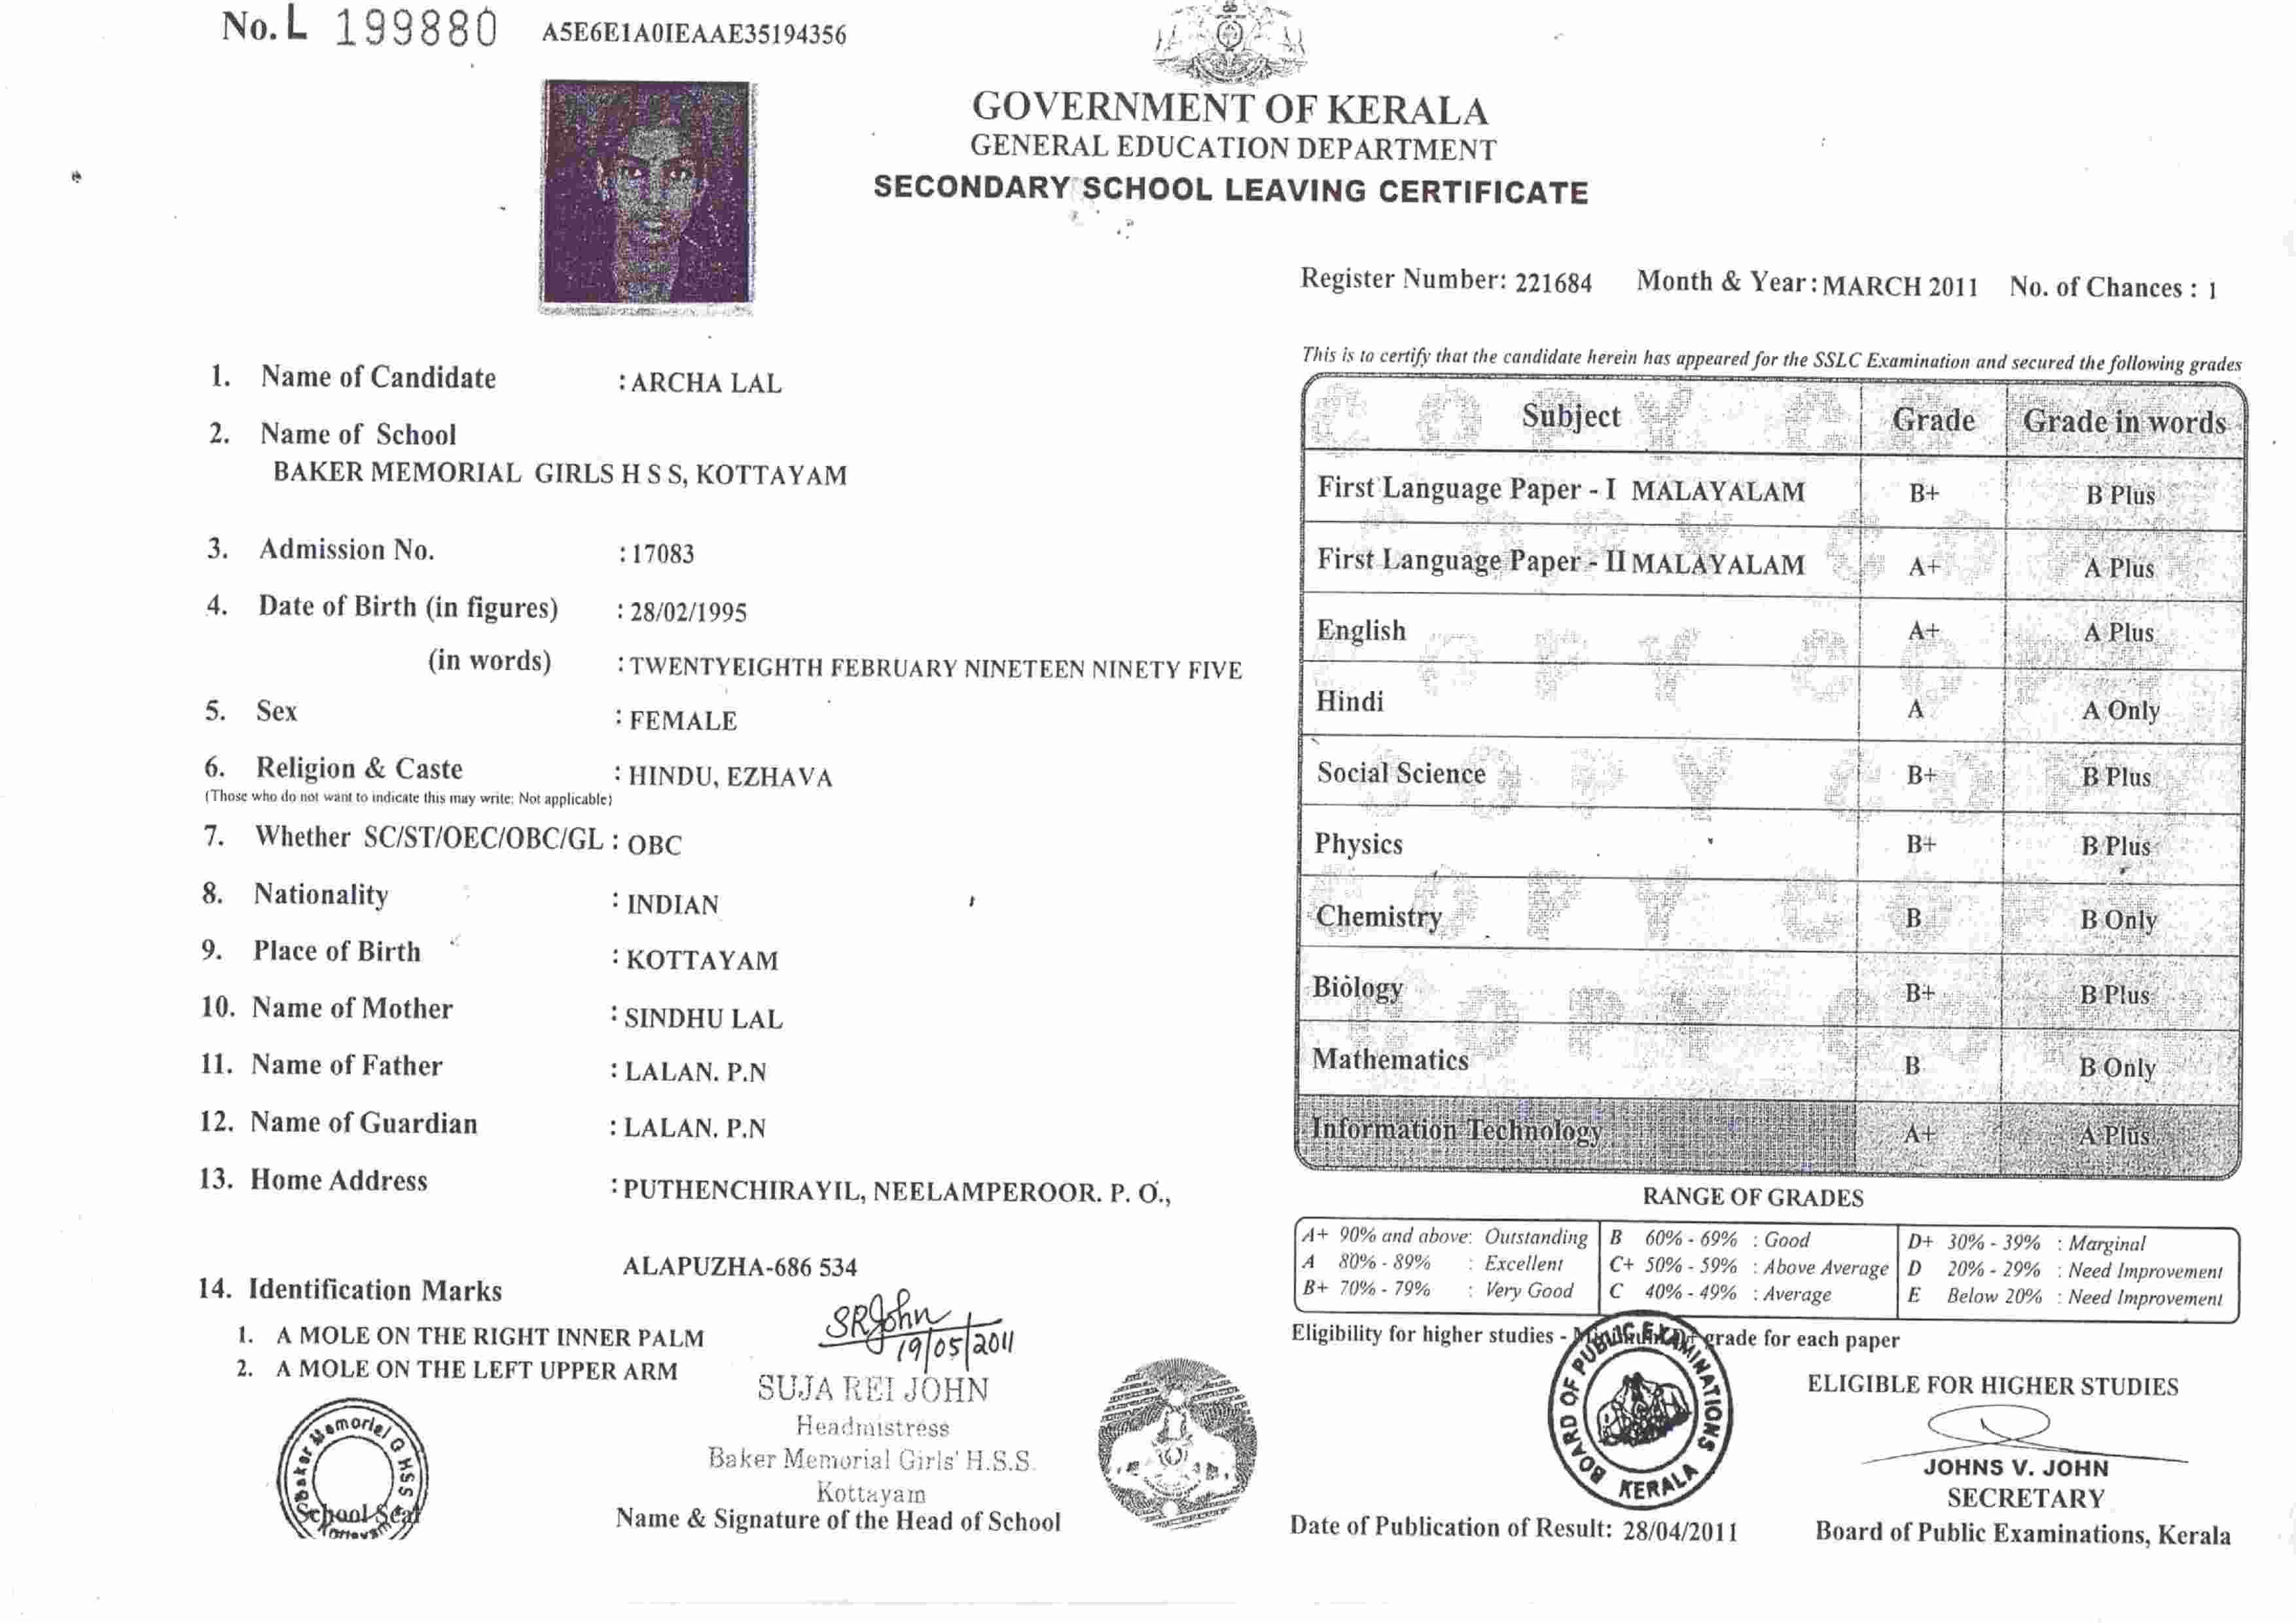 No. L 199880 A5E6E1A0IEAAE35194356
GOVERNMENT OF KERALA
GENERAL EDUCATION DEPARTMENT
SECONDARY SCHOOL LEAVING CERTIFICATE
Register Number: 221684 Month & Year: MARCH 2011 No. of Chances : 1
1. Name of Candidate : ARCHA LAL
2. Name of School
BAKER MEMORIAL GIRLS H S S, KOTTAYAM
3. Admission No. : 17083
4. Date of Birth (in figures) : 28/02/1995
(in words) : TWENTYEIGHTH FEBRUARY NINETEEN NINETY FIVE
5. Sex : FEMALE
6. Religion & Caste : HINDU, EZHAVA
(Those who do not want to indicate this may write: Not applicable)
7. Whether SC/ST/OEC/OBC/GL : OBC
8. Nationality : INDIAN
9. Place of Birth : KOTTAYAM
10. Name of Mother : SINDHU LAL
11. Name of Father : LALAN. P.N
12. Name of Guardian : LALAN. P.N
13. Home Address : PUTHENCHIRAYIL, NEELAMPEROOR. P. O.,
ALAPUZHA-686 534
14. Identification Marks
1. A MOLE ON THE RIGHT INNER PALM
2. A MOLE ON THE LEFT UPPER ARM
SRJohn
19/05/2011
SUJA REI JOHN
Headmistress
Baker Memorial Girls' H.S.S.
Kottayam
Name & Signature of the Head of School
Baker Memorial G HSS
School Seal
This is to certify that the candidate herein has appeared for the SSLC Examination and secured the following grades
Subject Grade Grade in words
First Language Paper - I MALAYALAM B+ B Plus
First Language Paper - II MALAYALAM A+ A Plus
English A+ A Plus
Hindi A A Only
Social Science B+ B Plus
Physics B+ B Plus
Chemistry B B Only
Biology B+ B Plus
Mathematics B B Only
Information Technology A+ A Plus
RANGE OF GRADES
A+ 90% and above: Outstanding B 60% - 69% : Good D+ 30% - 39% : Marginal
A 80% - 89% : Excellent C+ 50% - 59% : Above Average D 20% - 29% : Need Improvement
B+ 70% - 79% : Very Good C 40% - 49% : Average E Below 20% : Need Improvement
Eligibility for higher studies - Minimum D+ grade for each paper
BOARD OF PUBLIC EXAMINATIONS KERALA
ELIGIBLE FOR HIGHER STUDIES
JOHNS V. JOHN
SECRETARY
Date of Publication of Result: 28/04/2011 Board of Public Examinations, Kerala